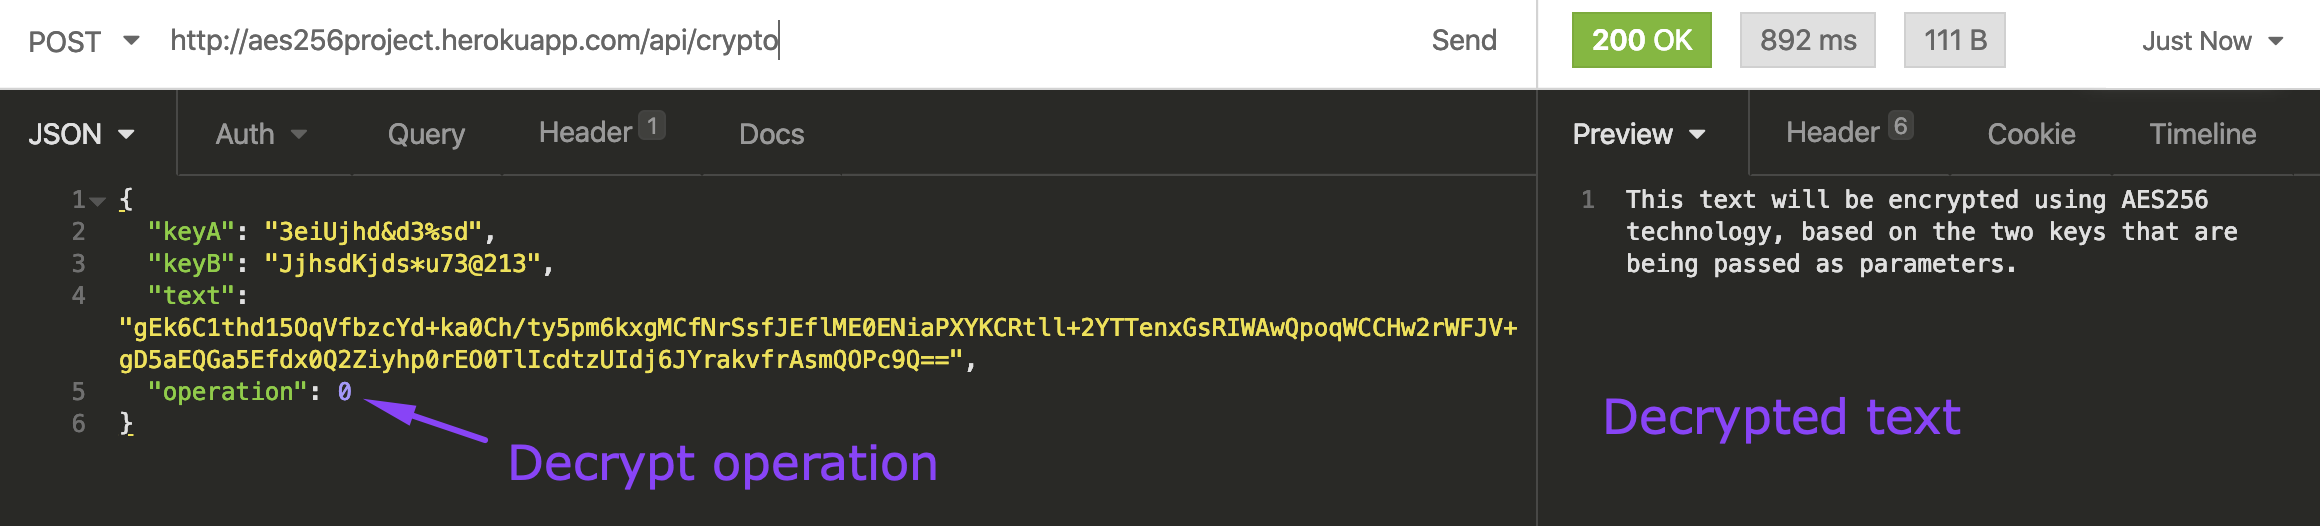 POST http://aes256project.herokuapp.com/api/crypto Send 200 OK 892 ms 111 B Just Now
JSON Auth Query Header 1 Docs Preview Header 6 Cookie Timeline
1 {
2 "keyA": "3eiUjhd&d3%sd",
3 "keyB": "JjhsdKjds*u73@213",
4 "text":
"gEk6C1thd15OqVfbzcYd+ka0Ch/ty5pm6kxgMCfNrSsfJEflME0ENiaPXYKCRtll+2YTTenxGsRIWAwQpoqWCCHw2rWFJV+
gD5aEQGa5Efdx0Q2Ziyhp0rEO0TlIcdtzUIdj6JYrakvfrAsmQOPc9Q==",
5 "operation": 0
6 }
Decrypt operation
1 This text will be encrypted using AES256
technology, based on the two keys that are
being passed as parameters.
Decrypted text